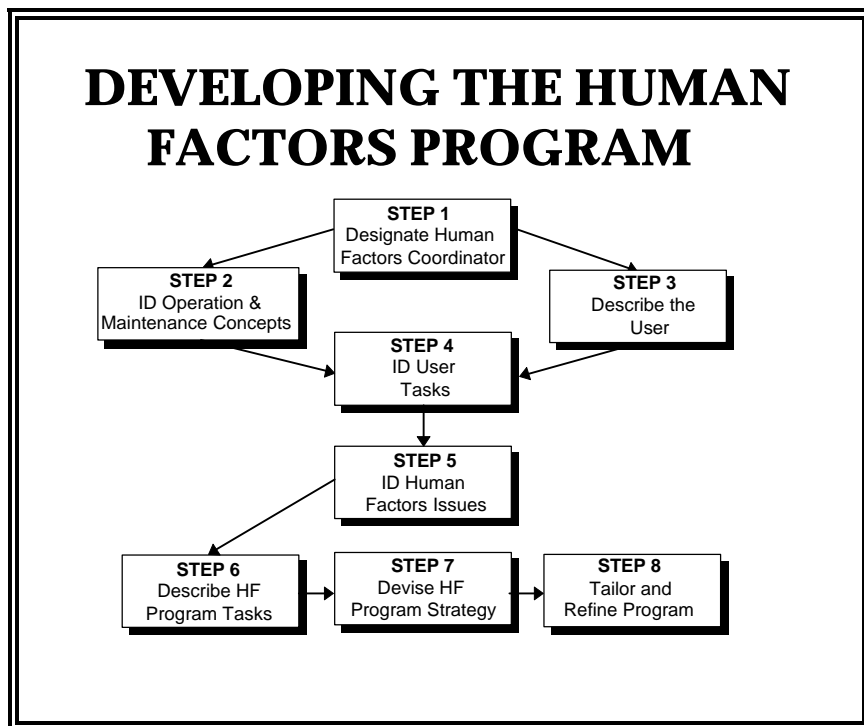 DEVELOPING THE HUMAN
FACTORS PROGRAM
STEP 1
Designate Human
Factors Coordinator
STEP 2
ID Operation &
Maintenance Concepts
STEP 3
Describe the
User
STEP 4
ID User
Tasks
STEP 5
ID Human
Factors Issues
STEP 6
Describe HF
Program Tasks
STEP 7
Devise HF
Program Strategy
STEP 8
Tailor and
Refine Program